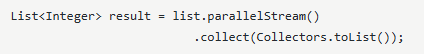 List<Integer> result = list.parallelStream()
.collect(Collectors.toList());